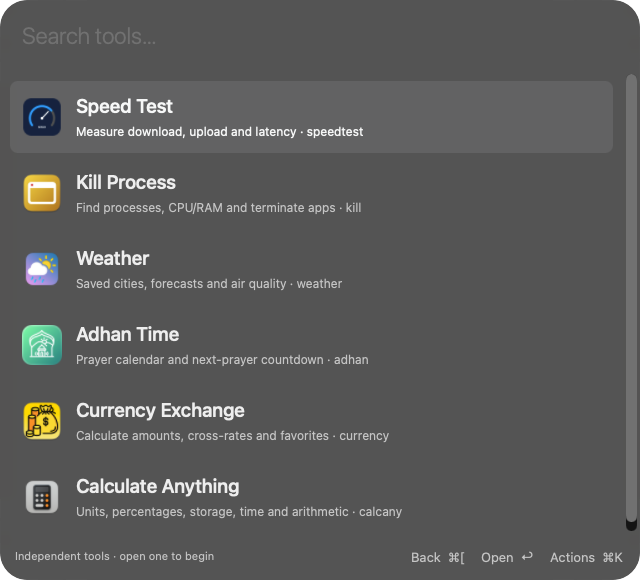 Search tools...
Speed Test
Measure download, upload and latency · speedtest
Kill Process
Find processes, CPU/RAM and terminate apps · kill
Weather
Saved cities, forecasts and air quality · weather
Adhan Time
Prayer calendar and next-prayer countdown · adhan
Currency Exchange
Calculate amounts, cross-rates and favorites · currency
Calculate Anything
Units, percentages, storage, time and arithmetic · calcany
Independent tools · open one to begin Back ⌘[ Open ↩ Actions ⌘K